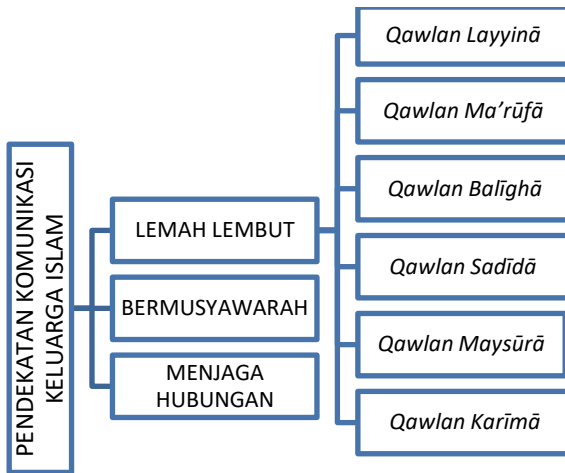 PENDEKATAN KOMUNIKASI
KELUARGA ISLAM
LEMAH LEMBUT
BERMUSYAWARAH
MENJAGA
HUBUNGAN
Qawlan Layyinā
Qawlan Ma’rūfā
Qawlan Balīghā
Qawlan Sadīdā
Qawlan Maysūrā
Qawlan Karīmā